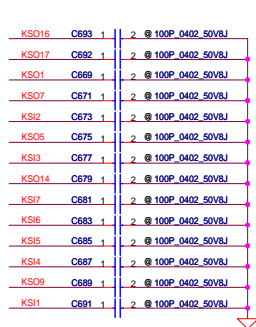 KSO16 C693 1 2 @ 100P_0402_50V8J
KSO17 C692 1 2 @ 100P_0402_50V8J
KSO1 C669 1 2 @ 100P_0402_50V8J
KSO7 C671 1 2 @ 100P_0402_50V8J
KSI2 C673 1 2 @ 100P_0402_50V8J
KSO5 C675 1 2 @ 100P_0402_50V8J
KSI3 C677 1 2 @ 100P_0402_50V8J
KSO14 C679 1 2 @ 100P_0402_50V8J
KSI7 C681 1 2 @ 100P_0402_50V8J
KSI6 C683 1 2 @ 100P_0402_50V8J
KSI5 C685 1 2 @ 100P_0402_50V8J
KSI4 C687 1 2 @ 100P_0402_50V8J
KSO9 C689 1 2 @ 100P_0402_50V8J
KSI1 C691 1 2 @ 100P_0402_50V8J